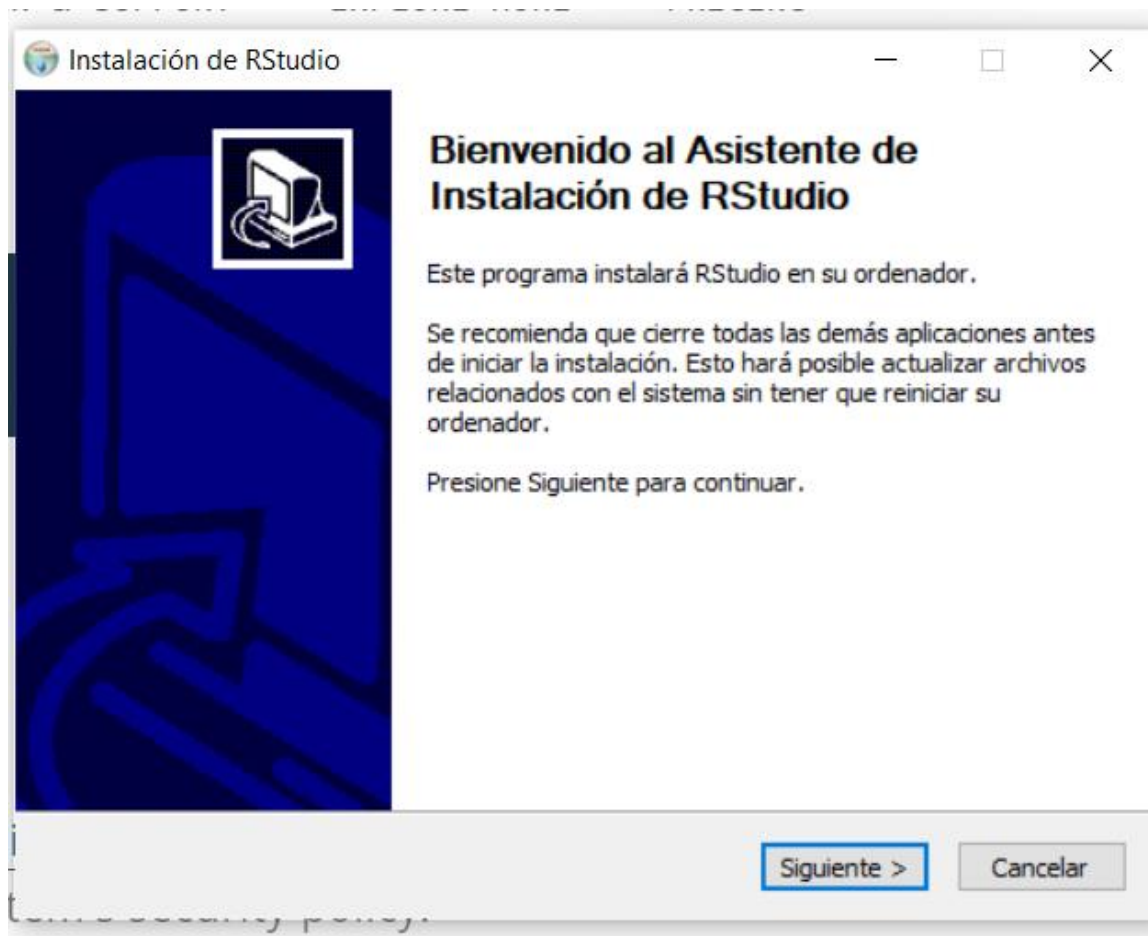 Instalación de RStudio
Bienvenido al Asistente de
Instalación de RStudio
Este programa instalará RStudio en su ordenador.
Se recomienda que cierre todas las demás aplicaciones antes
de iniciar la instalación. Esto hará posible actualizar archivos
relacionados con el sistema sin tener que reiniciar su
ordenador.
Presione Siguiente para continuar.
Siguiente >
Cancelar
security policy.